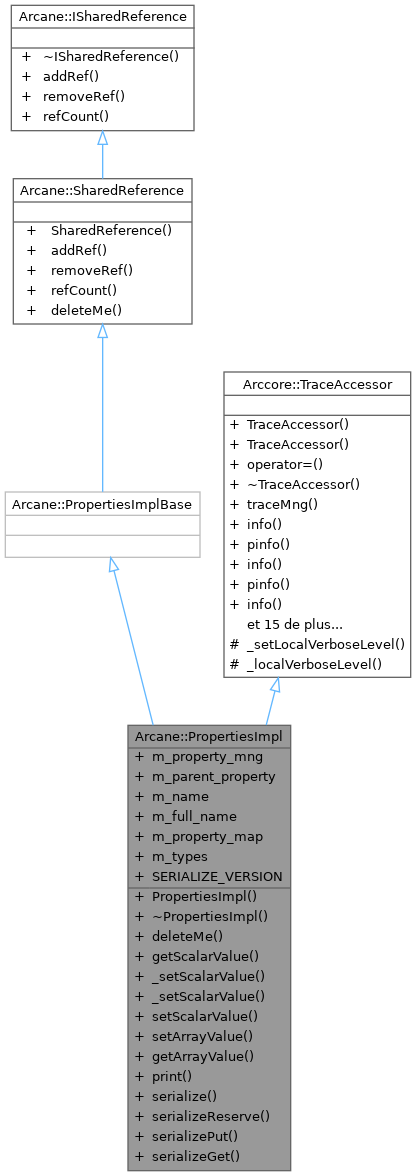 Arcane::ISharedReference
+ ~ISharedReference()
+ addRef()
+ removeRef()
+ refCount()
Arcane::SharedReference
+ SharedReference()
+ addRef()
+ removeRef()
+ refCount()
+ deleteMe()
Arcane::PropertiesImplBase
Arccore::TraceAccessor
+ TraceAccessor()
+ TraceAccessor()
+ operator=()
+ ~TraceAccessor()
+ traceMng()
+ info()
+ pinfo()
+ info()
+ pinfo()
+ info()
et 15 de plus...
# _setLocalVerboseLevel()
# _localVerboseLevel()
Arcane::PropertiesImpl
+ m_property_mng
+ m_parent_property
+ m_name
+ m_full_name
+ m_property_map
+ m_types
+ SERIALIZE_VERSION
+ PropertiesImpl()
+ ~PropertiesImpl()
+ deleteMe()
+ getScalarValue()
+ _setScalarValue()
+ _setScalarValue()
+ setScalarValue()
+ setArrayValue()
+ getArrayValue()
+ print()
+ serialize()
+ serializeReserve()
+ serializePut()
+ serializeGet()